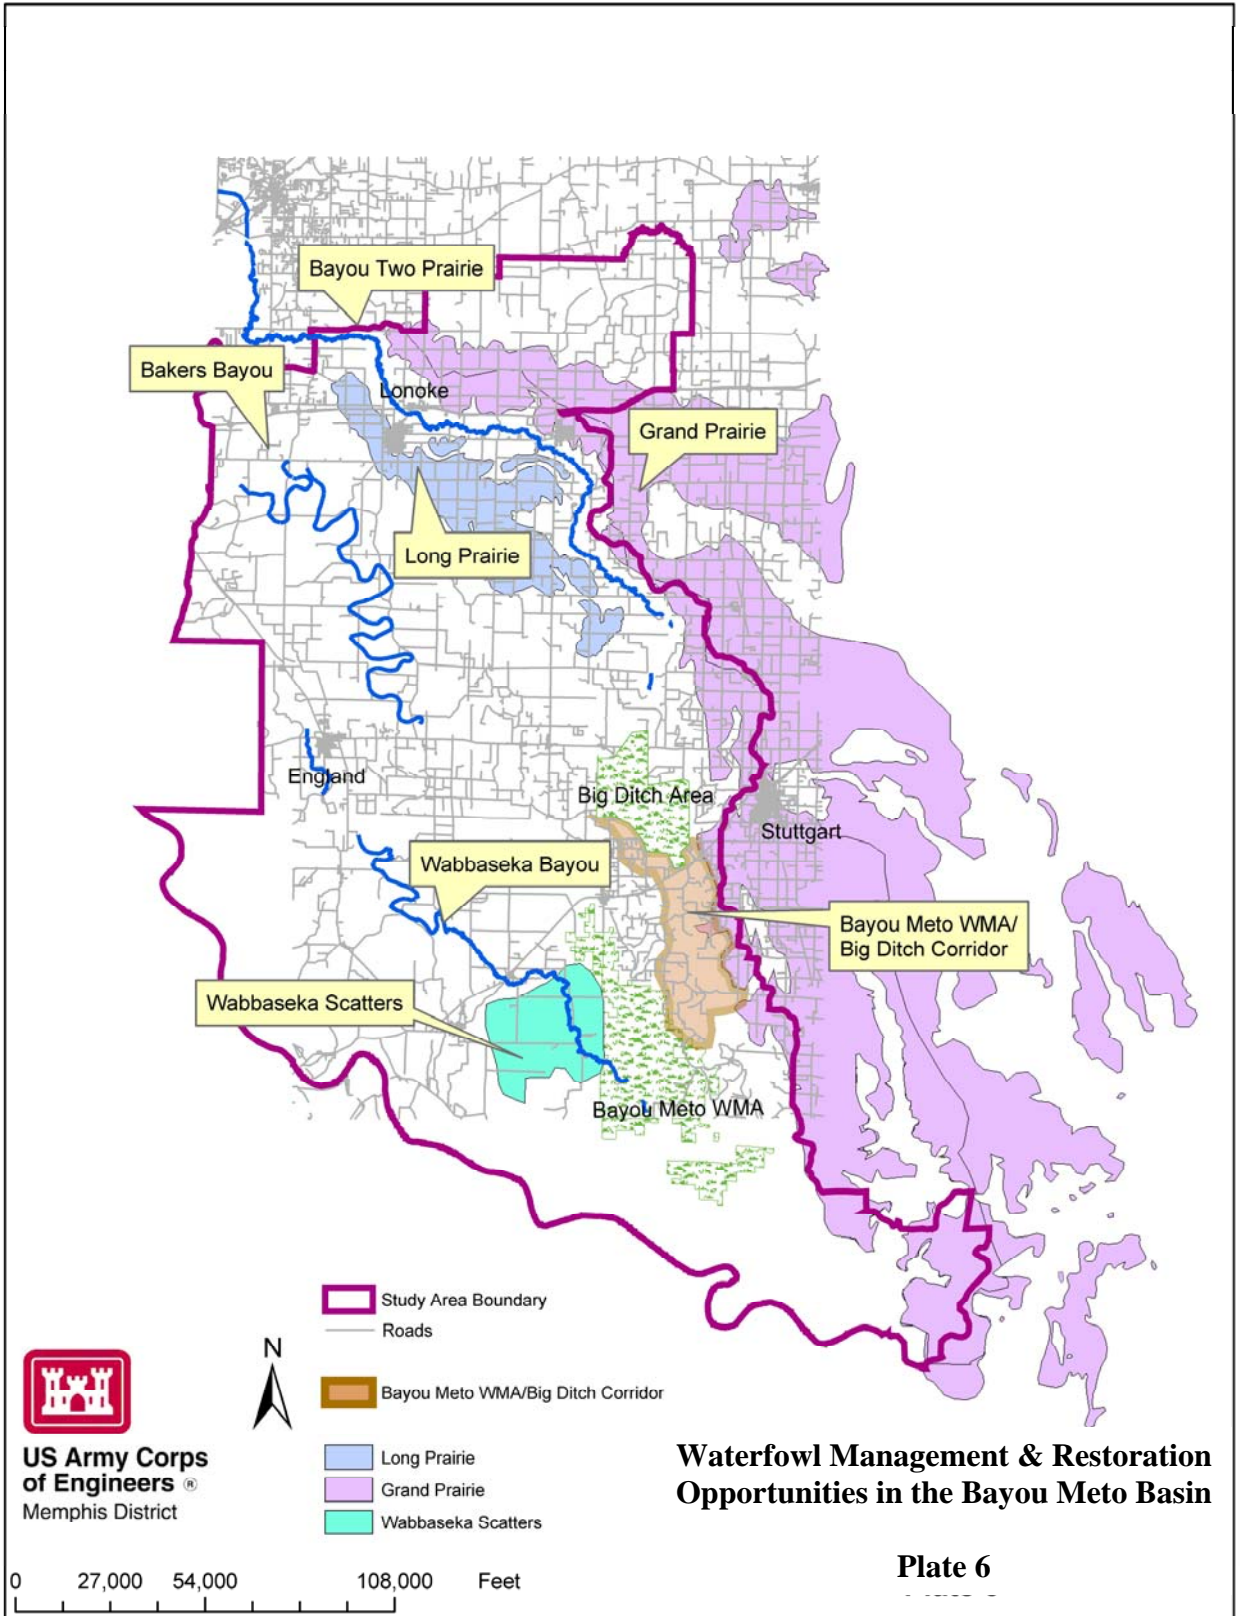 Bayou Two Prairie
Bakers Bayou
Lonoke
Grand Prairie
Long Prairie
England
Big Ditch Area
Stuttgart
Wabbaseka Bayou
Bayou Meto WMA/
Big Ditch Corridor
Wabbaseka Scatters
Bayou Meto WMA
Study Area Boundary
Roads
N
Bayou Meto WMA/Big Ditch Corridor
Long Prairie
Grand Prairie
Wabbaseka Scatters
US Army Corps
of Engineers ®
Memphis District
Waterfowl Management & Restoration
Opportunities in the Bayou Meto Basin
Plate 6
0 27,000 54,000 108,000 Feet